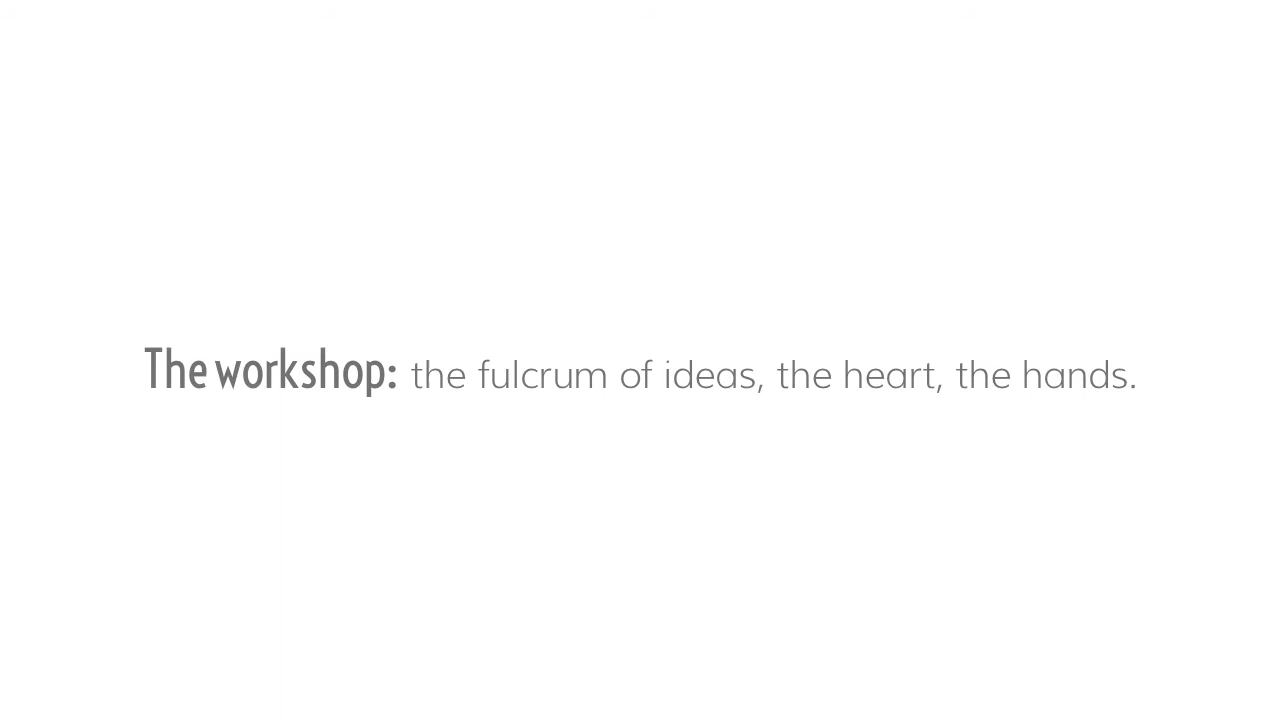 The workshop: the fulcrum of ideas, the heart, the hands.